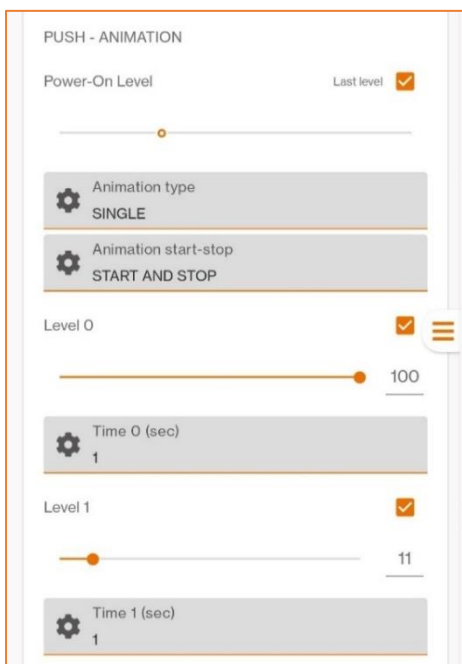 PUSH - ANIMATION
Power-On Level Last level
Animation type
SINGLE
Animation start-stop
START AND STOP
Level 0
100
Time 0 (sec)
1
Level 1
11
Time 1 (sec)
1